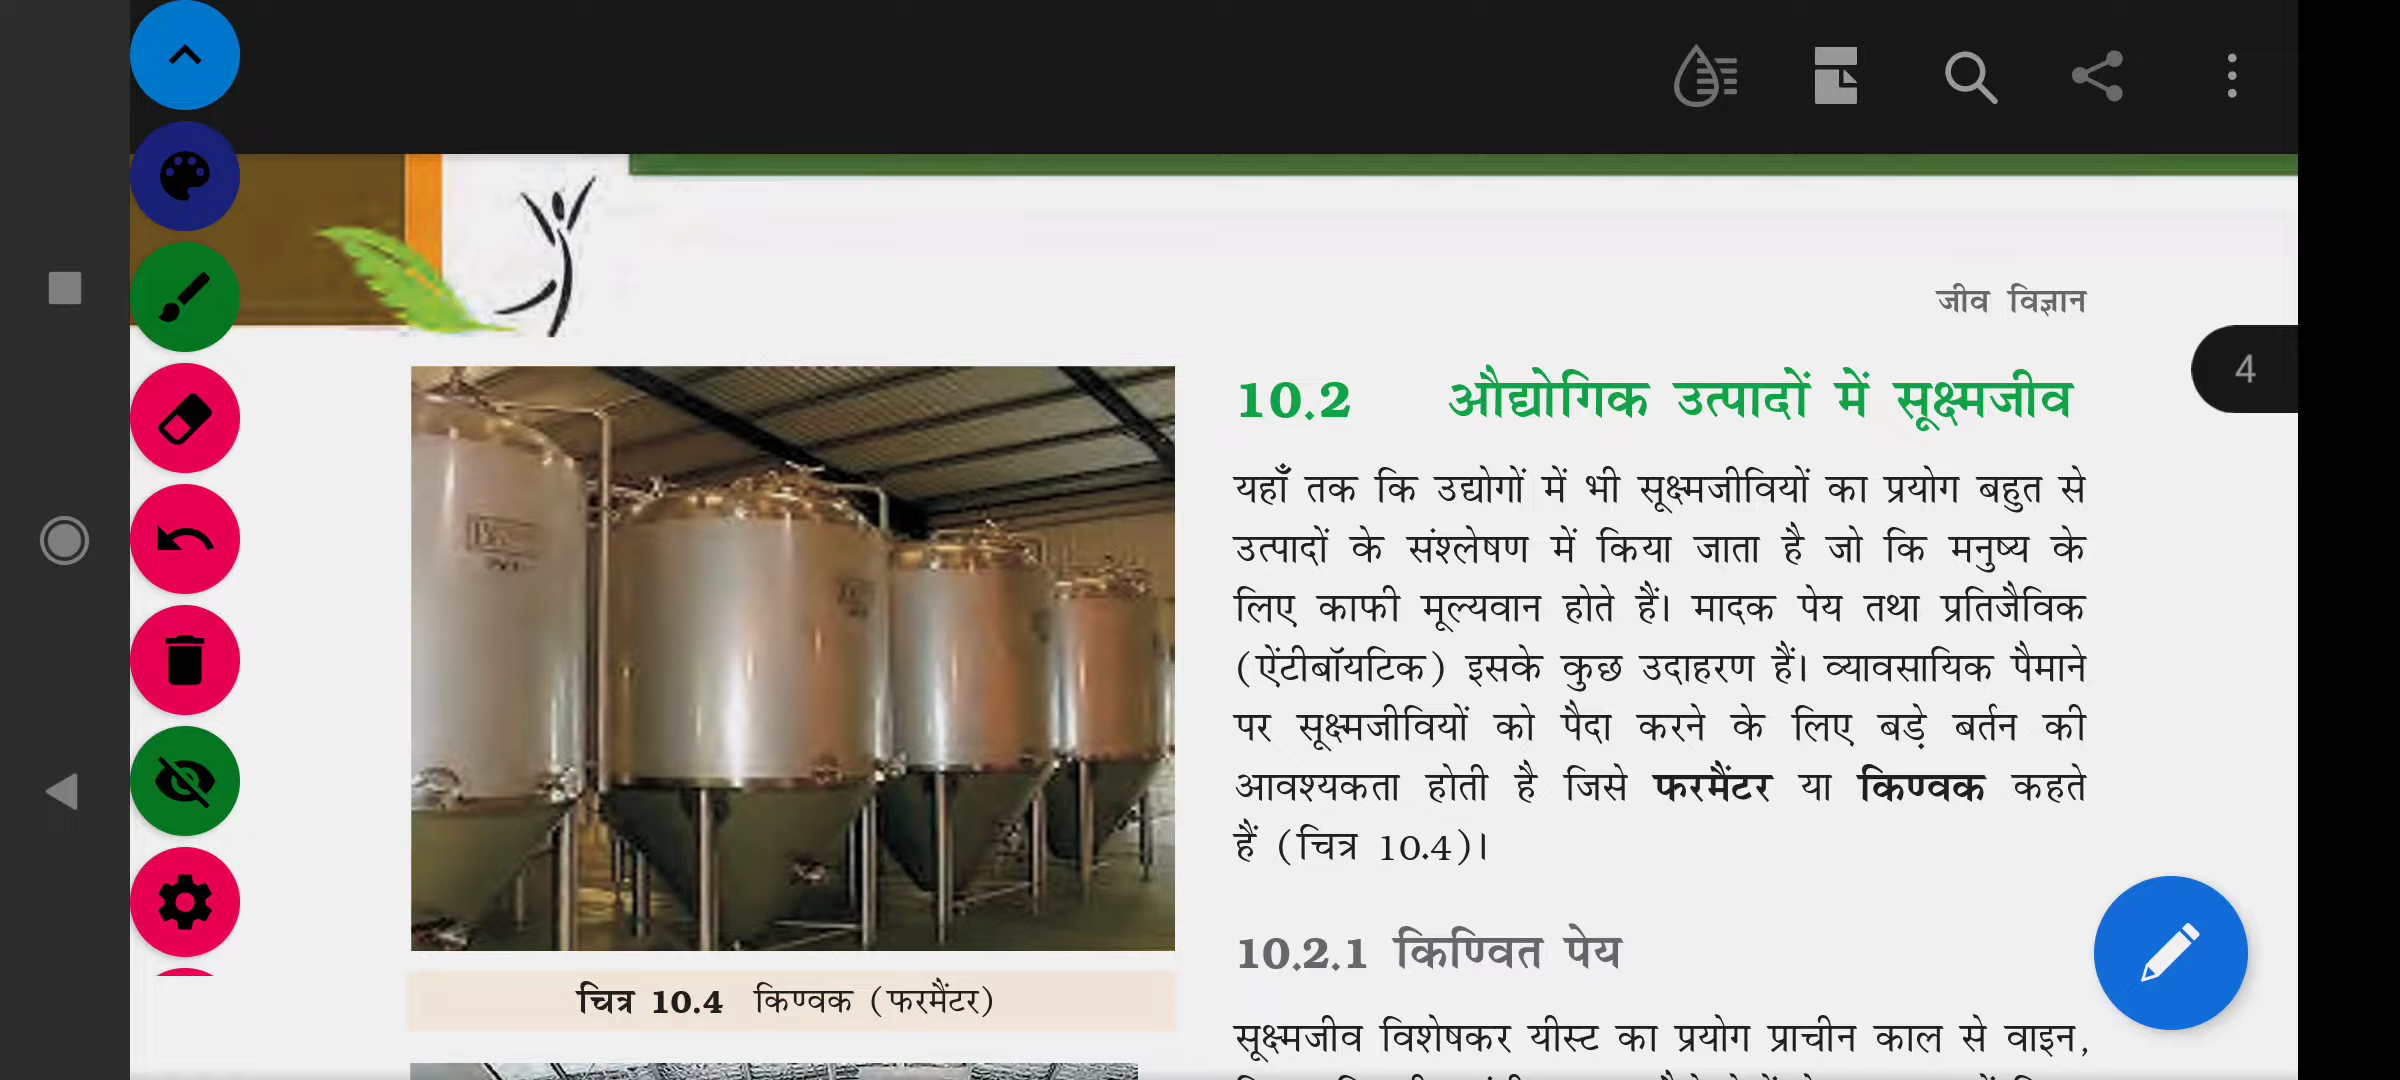 जीव विज्ञान
4
10.2 औद्योगिक उत्पादों में सूक्ष्मजीव
यहाँ तक कि उद्योगों में भी सूक्ष्मजीवियों का प्रयोग बहुत से
उत्पादों के संश्लेषण में किया जाता है जो कि मनुष्य के
लिए काफी मूल्यवान होते हैं। मादक पेय तथा प्रतिजैविक
(ऐंटीबॉयटिक) इसके कुछ उदाहरण हैं। व्यावसायिक पैमाने
पर सूक्ष्मजीवियों को पैदा करने के लिए बड़े बर्तन की
आवश्यकता होती है जिसे फरमैंटर या किण्वक कहते
हैं (चित्र 10.4)।
चित्र 10.4 किण्वक (फरमैंटर)
10.2.1 किण्वित पेय
सूक्ष्मजीव विशेषकर यीस्ट का प्रयोग प्राचीन काल से वाइन,